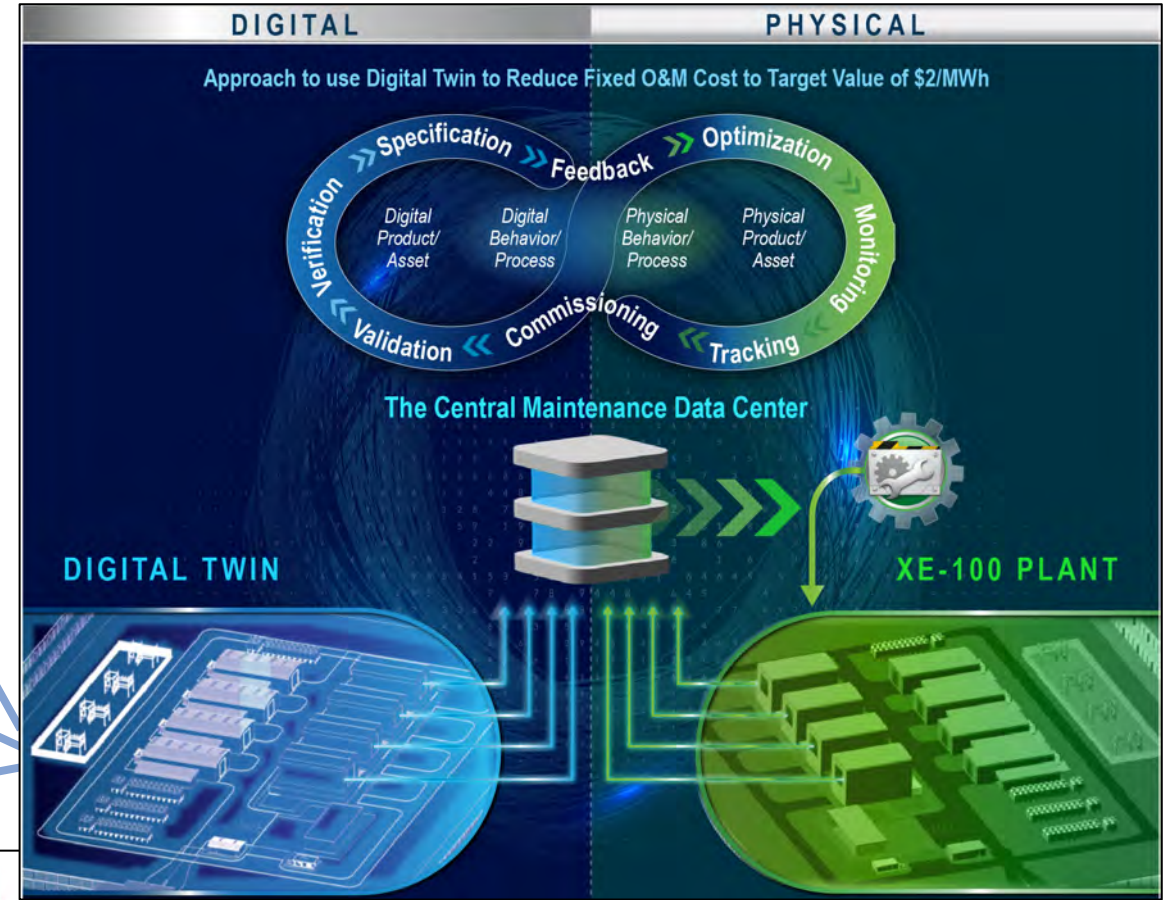 DIGITAL
PHYSICAL
Approach to use Digital Twin to Reduce Fixed O&M Cost to Target Value of $2/MWh
Specification
Feedback
Optimization
Verification
Digital
Product/
Asset
Digital
Behavior/
Process
Physical
Behavior/
Process
Physical
Product/
Asset
Monitoring
Validation
Commissioning
Tracking
The Central Maintenance Data Center
DIGITAL TWIN
XE-100 PLANT